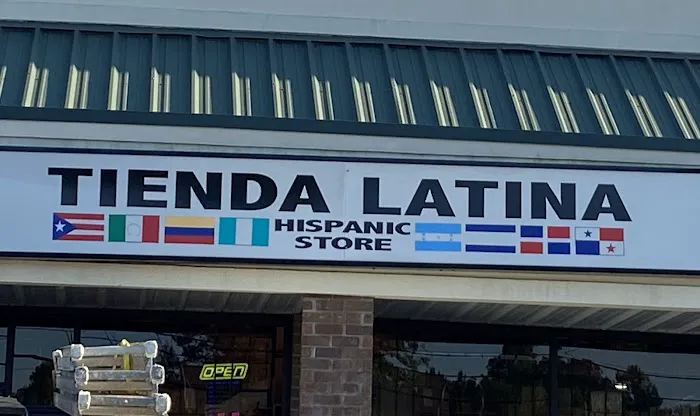 TIENDA LATINA
HISPANIC
STORE
OPEN